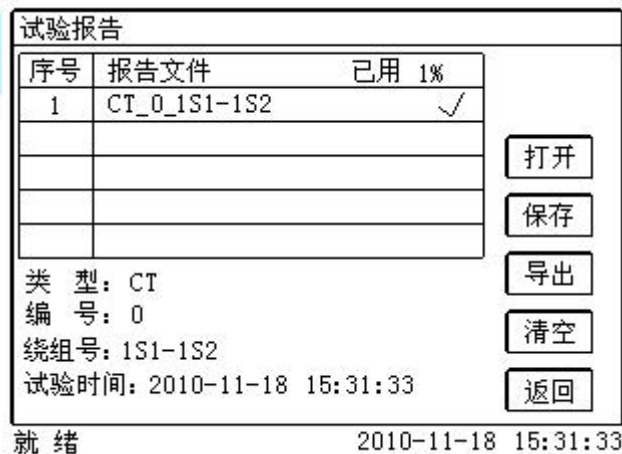 试验报告
序号 报告文件 已用 1%
1 CT_0_1S1-1S2 √
打开
保存
导出
清空
返回
类 型: CT
编 号: 0
绕组号: 1S1-1S2
试验时间: 2010-11-18 15:31:33
就 绪 2010-11-18 15:31:33